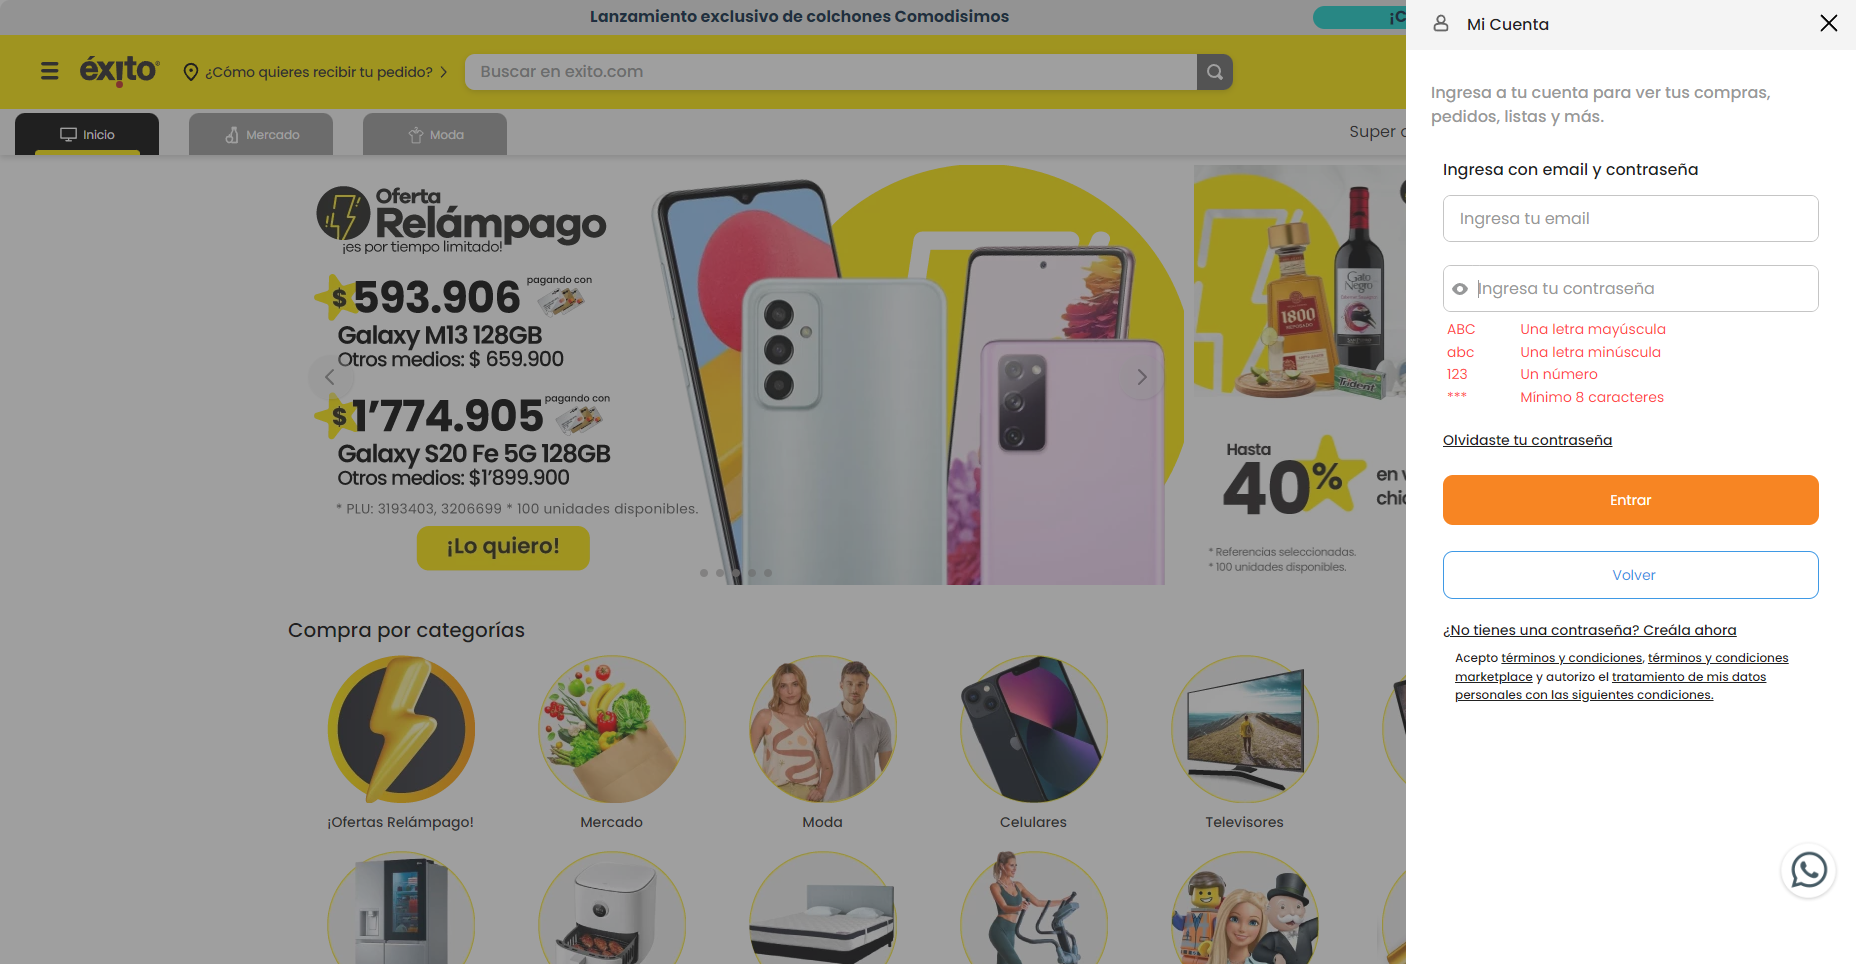 Lanzamiento exclusivo de colchones Comodisimos
¡C
éxito
¿Cómo quieres recibir tu pedido?
Buscar en exito.com
Inicio
Mercado
Moda
Super
Oferta
Relámpago
¡es por tiempo limitado!
$593.906
pagando con
Galaxy M13 128GB
Otros medios: $ 659.900
$1’774.905
pagando con
Galaxy S20 Fe 5G 128GB
Otros medios: $1’899.900
* PLU: 3193403, 3206699 * 100 unidades disponibles.
¡Lo quiero!
1800
Gato
Negro
Trident
Hasta
40%
en v
chic
* Referencias seleccionadas.
* 100 unidades disponibles.
Compra por categorías
¡Ofertas Relámpago!
Mercado
Moda
Celulares
Televisores
Mi Cuenta
Ingresa a tu cuenta para ver tus compras,
pedidos, listas y más.
Ingresa con email y contraseña
Ingresa tu email
Ingresa tu contraseña
ABC Una letra mayúscula
abc Una letra minúscula
123 Un número
*** Mínimo 8 caracteres
Olvidaste tu contraseña
Entrar
Volver
¿No tienes una contraseña? Creála ahora
Acepto términos y condiciones, términos y condiciones
marketplace y autorizo el tratamiento de mis datos
personales con las siguientes condiciones.